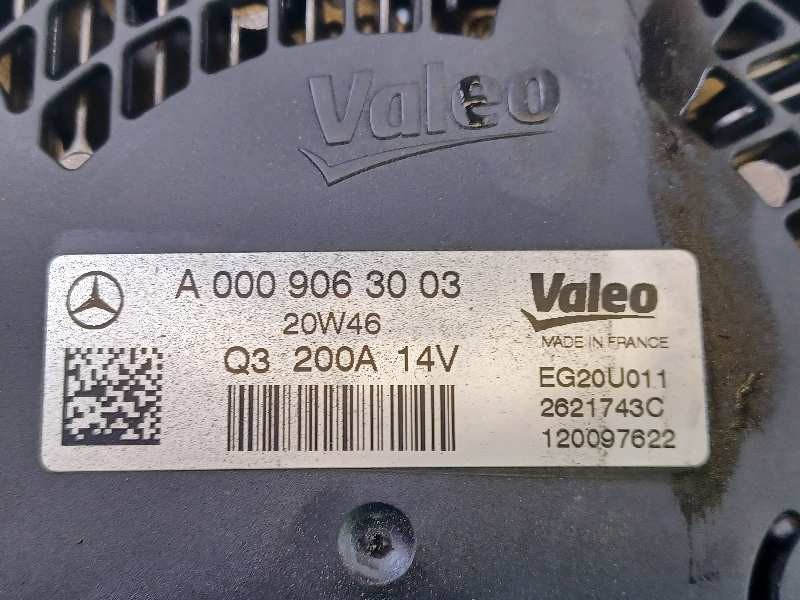 Valeo
A 000 906 30 03
20W46
Q3 200A 14V
Valeo
MADE IN FRANCE
EG20U011
2621743C
120097622